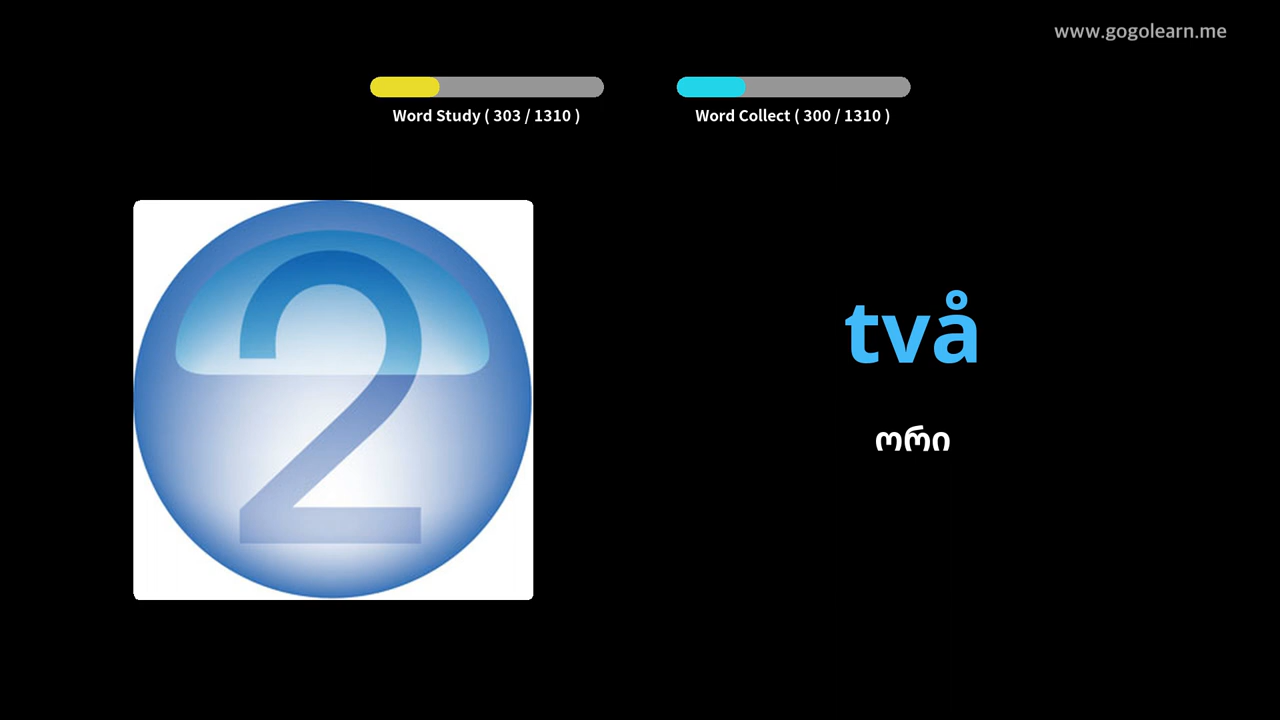 www.gogolearn.me
Word Study ( 303 / 1310 )
Word Collect ( 300 / 1310 )
2
två
ორი